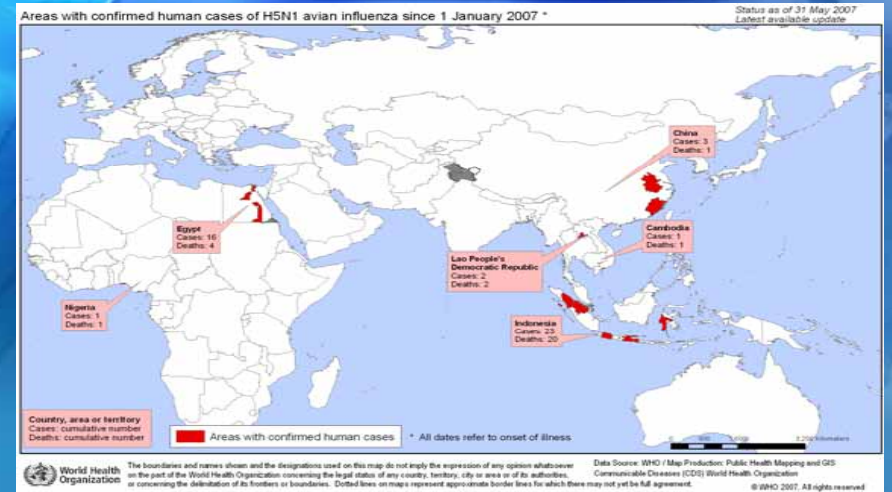 Areas with confirmed human cases of H5N1 avian influenza since 1 January 2007 *
Status as of 31 May 2007
Latest available update
China
Cases: 3
Deaths: 1
Egypt
Cases: 16
Deaths: 4
Cambodia
Cases: 1
Deaths: 1
Lao People's
Democratic Republic
Cases: 2
Deaths: 2
Nigeria
Cases: 1
Deaths: 1
Indonesia
Cases: 23
Deaths: 20
Country, area or territory
Cases: cumulative number
Deaths: cumulative number
Areas with confirmed human cases
* All dates refer to onset of illness
kilometers
World Health
Organization
The boundaries and names shown and the designations used on this map do not imply the expression of any opinion whatsoever
on the part of the World Health Organization concerning the legal status of any country, territory, city or area or of its authorities,
or concerning the delimitation of its frontiers or boundaries. Dotted lines on maps represent approximate border lines for which there may not yet be full agreement.
Data Source: WHO / Map Production: Public Health Mapping and GIS
Communicable Diseases (CDS) World Health Organization
© WHO 2007. All rights reserved